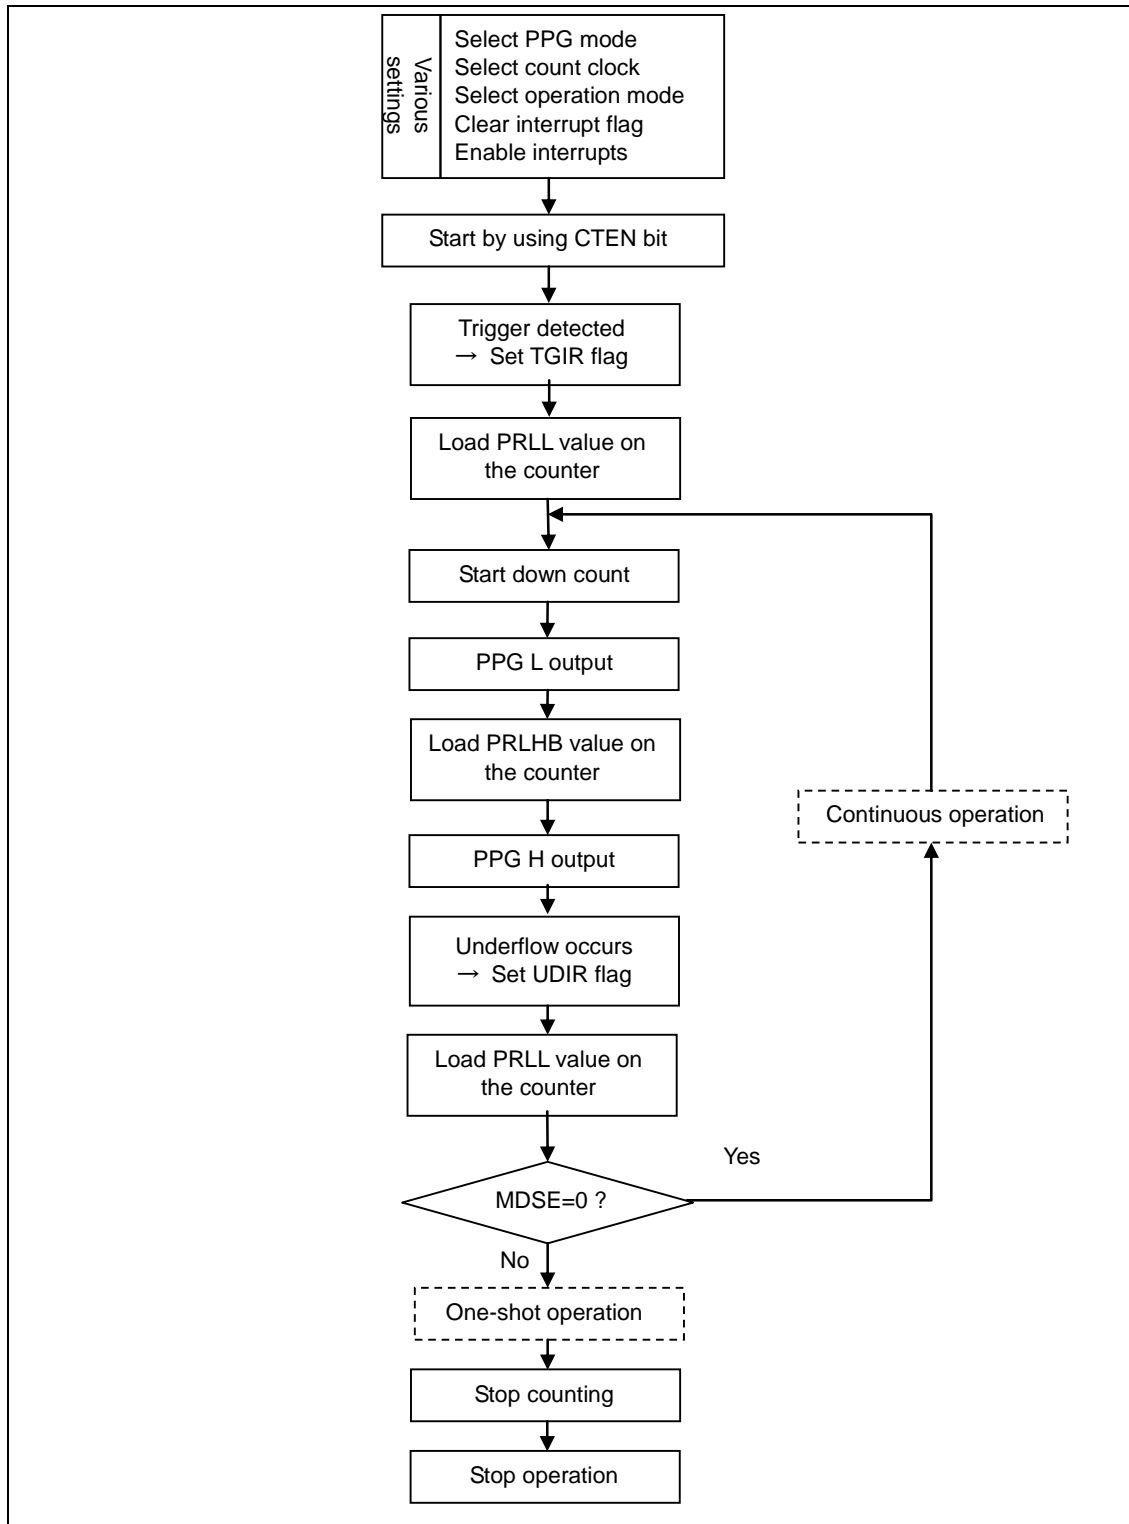 Various
settings
Select PPG mode
Select count clock
Select operation mode
Clear interrupt flag
Enable interrupts
Start by using CTEN bit
Trigger detected
→ Set TGIR flag
Load PRLL value on
the counter
Start down count
PPG L output
Load PRLHB value on
the counter
Continuous operation
PPG H output
Underflow occurs
→ Set UDIR flag
Load PRLL value on
the counter
Yes
MDSE=0 ?
No
One-shot operation
Stop counting
Stop operation